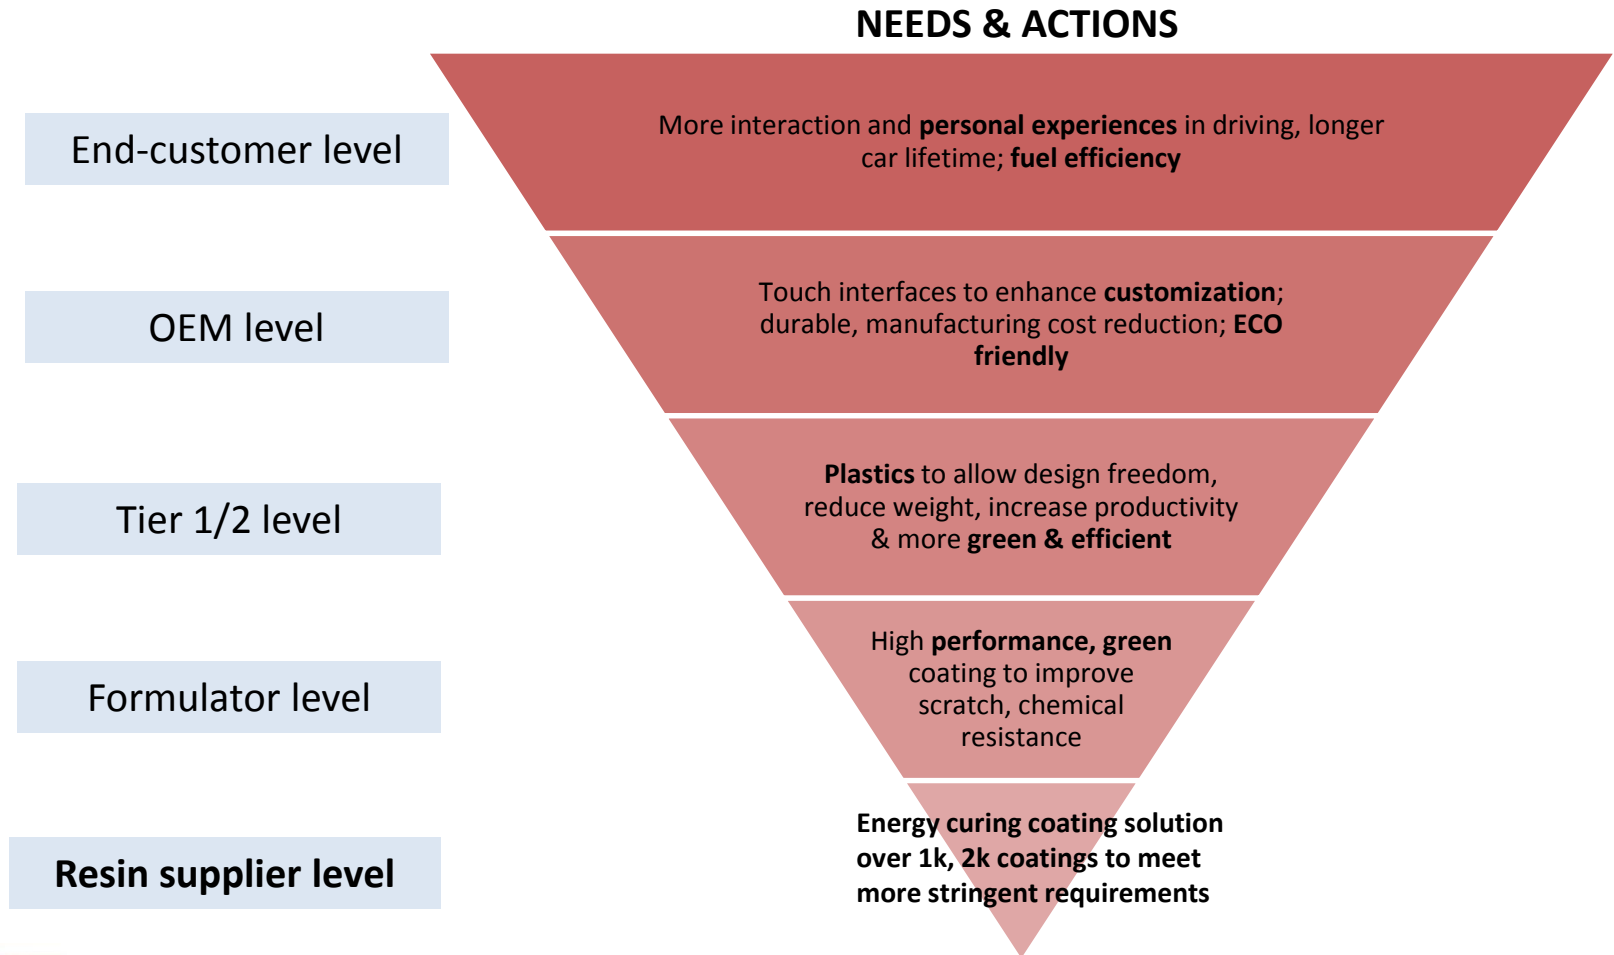 NEEDS & ACTIONS
End-customer level
More interaction and personal experiences in driving, longer
car lifetime; fuel efficiency
OEM level
Touch interfaces to enhance customization;
durable, manufacturing cost reduction; ECO
friendly
Tier 1/2 level
Plastics to allow design freedom,
reduce weight, increase productivity
& more green & efficient
Formulator level
High performance, green
coating to improve
scratch, chemical
resistance
Resin supplier level
Energy curing coating solution
over 1k, 2k coatings to meet
more stringent requirements